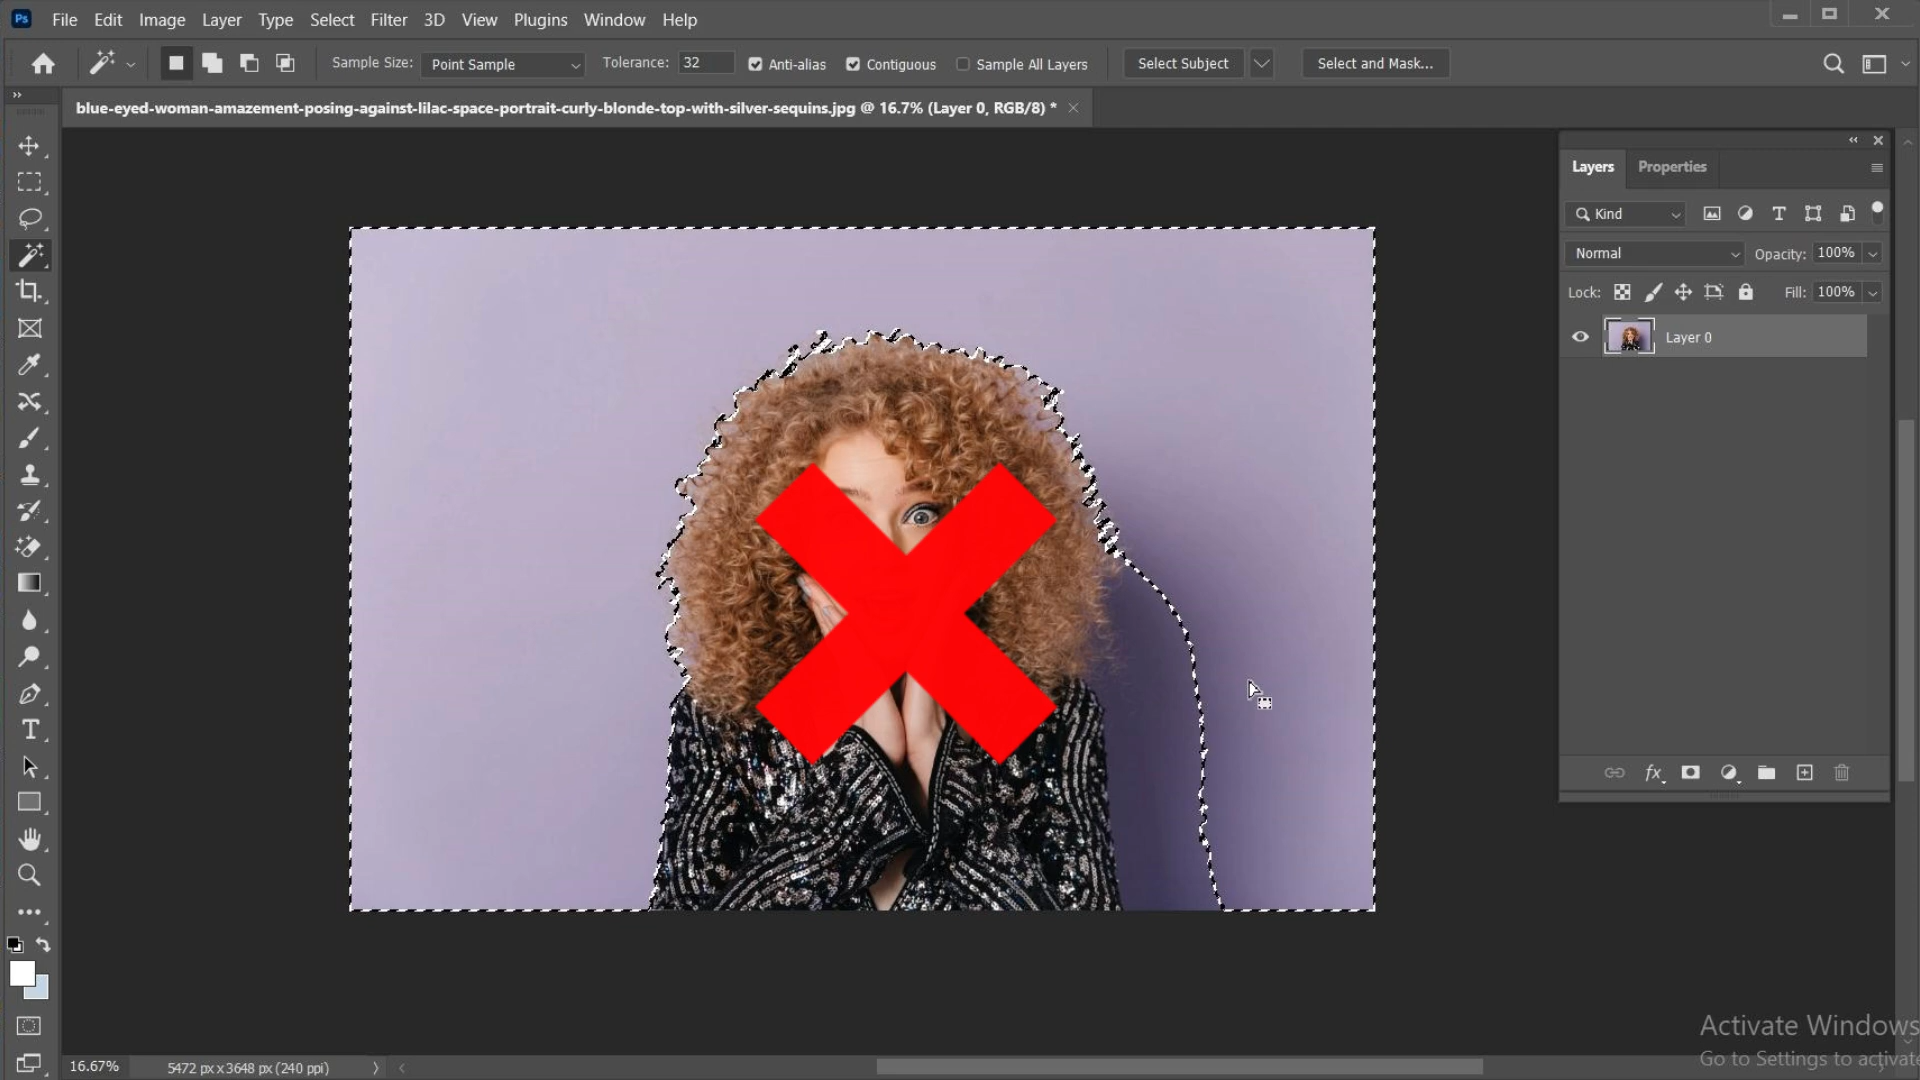 Ps File Edit Image Layer Type Select Filter 3D View Plugins Window Help
Sample Size: Point Sample Tolerance: 32 Anti-alias Contiguous Sample All Layers Select Subject Select and Mask...
blue-eyed-woman-amazement-posing-against-lilac-space-portrait-curly-blonde-top-with-silver-sequins.jpg @ 16.7% (Layer 0, RGB/8) *
Layers Properties
Kind
Normal Opacity: 100%
Lock: Fill: 100%
Layer 0
fx
Activate Windows
Go to Settings to activate
16.67% 5472 px x 3648 px (240 ppi)